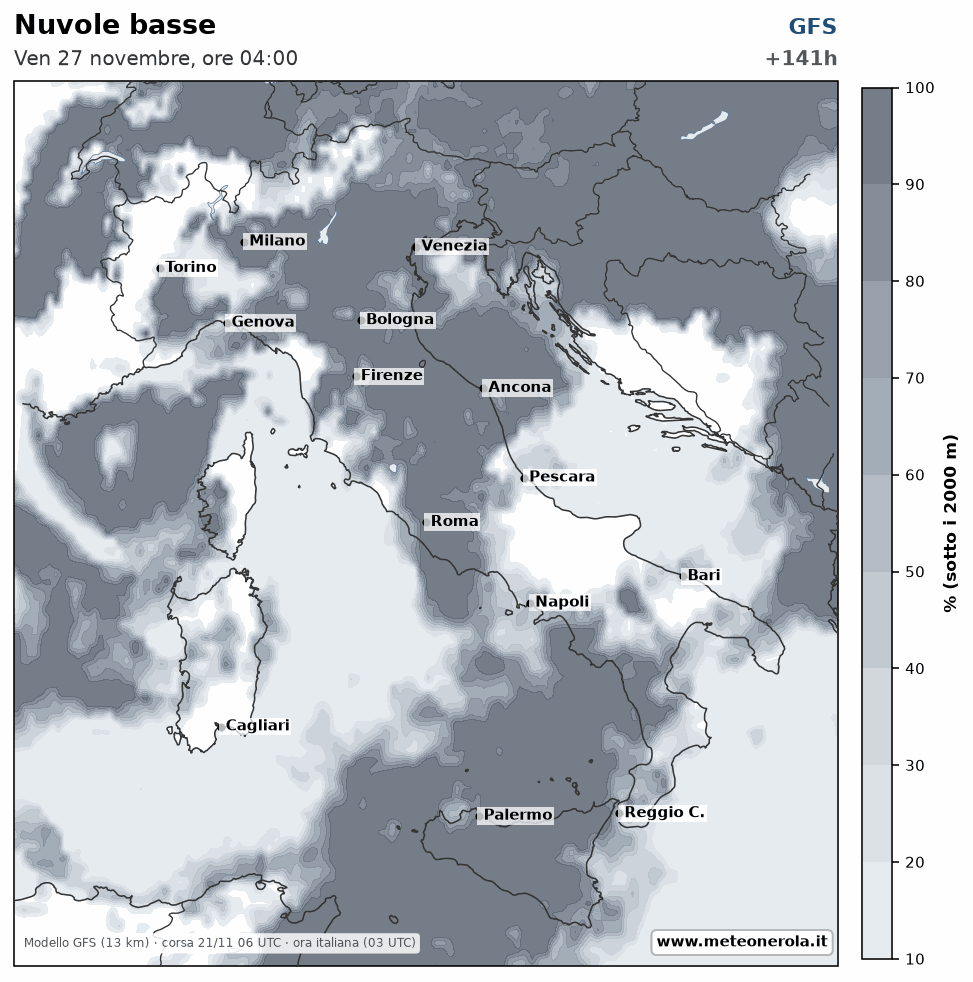 Nuvole basse
GFS
Ven 27 novembre, ore 04:00
+141h
Milano
Venezia
Torino
Genova
Bologna
Firenze
Ancona
Pescara
Roma
Bari
Napoli
Cagliari
Palermo
Reggio C.
100
90
80
70
60
50
40
30
20
10
% (sotto i 2000 m)
Modello GFS (13 km) · corsa 21/11 06 UTC · ora italiana (03 UTC)
www.meteonerola.it